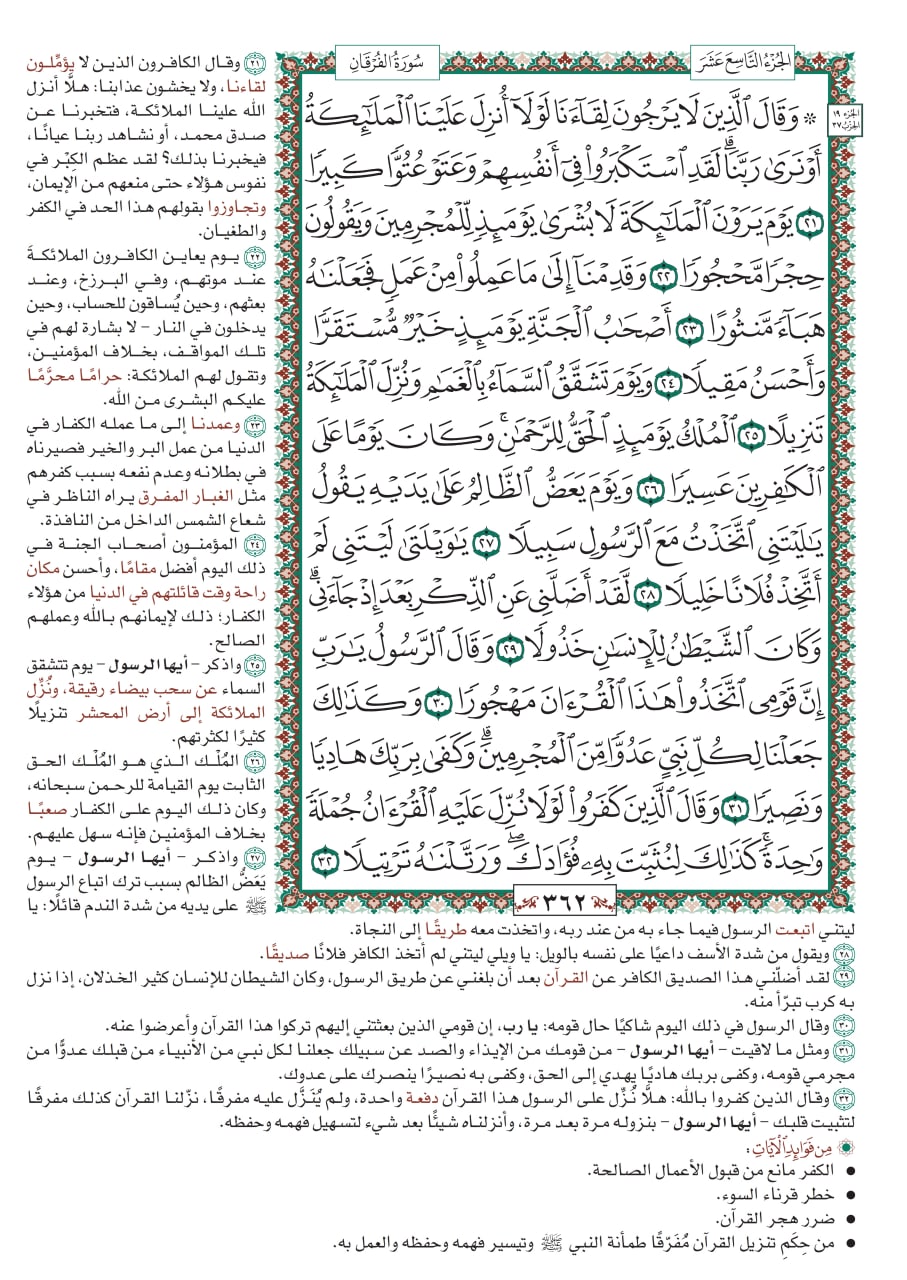 الجُزْءُ التَّاسِعَ عَشَرَ
سُورَةُ الفُرْقَانِ
الجزء ١٩
الحزب ٣٧
۞ وَقَالَ ٱلَّذِينَ لَا يَرْجُونَ لِقَآءَنَا لَوْلَآ أُنزِلَ عَلَيْنَا ٱلْمَلَٰٓئِكَةُ
أَوْ نَرَىٰ رَبَّنَاۗ لَقَدِ ٱسْتَكْبَرُوا۟ فِىٓ أَنفُسِهِمْ وَعَتَوْ عُتُوًّا كَبِيرًا
٢١ يَوْمَ يَرَوْنَ ٱلْمَلَٰٓئِكَةَ لَا بُشْرَىٰ يَوْمَئِذٍ لِّلْمُجْرِمِينَ وَيَقُولُونَ
حِجْرًا مَّحْجُورًا ٢٢ وَقَدِمْنَآ إِلَىٰ مَا عَمِلُوا۟ مِنْ عَمَلٍ فَجَعَلْنَٰهُ
هَبَآءً مَّنثُورًا ٢٣ أَصْحَٰبُ ٱلْجَنَّةِ يَوْمَئِذٍ خَيْرٌ مُّسْتَقَرًّا
وَأَحْسَنُ مَقِيلًا ٢٤ وَيَوْمَ تَشَقَّقُ ٱلسَّمَآءُ بِٱلْغَمَٰمِ وَنُزِّلَ ٱلْمَلَٰٓئِكَةُ
تَنزِيلًا ٢٥ ٱلْمُلْكُ يَوْمَئِذٍ ٱلْحَقُّ لِلرَّحْمَٰنِۚ وَكَانَ يَوْمًا عَلَى
ٱلْكَٰفِرِينَ عَسِيرًا ٢٦ وَيَوْمَ يَعَضُّ ٱلظَّالِمُ عَلَىٰ يَدَيْهِ يَقُولُ
يَٰلَيْتَنِى ٱتَّخَذْتُ مَعَ ٱلرَّسُولِ سَبِيلًا ٢٧ يَٰوَيْلَتَىٰ لَيْتَنِى لَمْ
أَتَّخِذْ فُلَانًا خَلِيلًا ٢٨ لَّقَدْ أَضَلَّنِى عَنِ ٱلذِّكْرِ بَعْدَ إِذْ جَآءَنِىۗ
وَكَانَ ٱلشَّيْطَٰنُ لِلْإِنسَٰنِ خَذُولًا ٢٩ وَقَالَ ٱلرَّسُولُ يَٰرَبِّ
إِنَّ قَوْمِى ٱتَّخَذُوا۟ هَٰذَا ٱلْقُرْءَانَ مَهْجُورًا ٣٠ وَكَذَٰلِكَ
جَعَلْنَا لِكُلِّ نَبِىٍّ عَدُوًّا مِّنَ ٱلْمُجْرِمِينَۗ وَكَفَىٰ بِرَبِّكَ هَادِيًا
وَنَصِيرًا ٣١ وَقَالَ ٱلَّذِينَ كَفَرُوا۟ لَوْلَا نُزِّلَ عَلَيْهِ ٱلْقُرْءَانُ جُمْلَةً
وَٰحِدَةًۚ كَذَٰلِكَ لِنُثَبِّتَ بِهِۦ فُؤَادَكَۖ وَرَتَّلْنَٰهُ تَرْتِيلًا ٣٢
٣٦٢
٢١ وقال الكافرون الذين لا يؤمِّلون
لقاءنا، ولا يخشون عذابنا: هلَّا أنزل
الله علينا الملائكة، فتخبرنا عن
صدق محمد، أو نشاهد ربنا عيانًا،
فيخبرنا بذلك؟ لقد عظم الكِبْر في
نفوس هؤلاء حتى منعهم من الإيمان،
وتجاوزوا بقولهم هذا الحد في الكفر
والطغيان.
٢٢ يـوم يعاين الكافرون الملائكةَ
عند موتهم، وفي البرزخ، وعند
بعثهم، وحين يُساقون للحساب، وحين
يدخلون في النار – لا بشارة لهم في
تلك المواقف، بخلاف المؤمنين،
وتقول لهم الملائكة: حرامًا محرَّمًا
عليكم البشرى من الله.
٢٣ وعمدنا إلى ما عمله الكفار في
الدنيا من عمل البر والخير فصيرناه
في بطلانه وعدم نفعه بسبب كفرهم
مثل الغبار المفرق يراه الناظر في
شعاع الشمس الداخل من النافذة.
٢٤ المؤمنون أصحاب الجنة في
ذلك اليوم أفضل مقامًا، وأحسن مكان
راحة وقت قائلتهم في الدنيا من هؤلاء
الكفار؛ ذلك لإيمانهم بالله وعملهم
الصالح.
٢٥ واذكر – أيها الرسول – يوم تتشقق
السماء عن سحب بيضاء رقيقة، ونُزِّل
الملائكة إلى أرض المحشر تنزيلًا
كثيرًا لكثرتهم.
٢٦ المُلْك الـذي هو المُلْك الحق
الثابت يوم القيامة للرحمن سبحانه،
وكان ذلك اليوم على الكفار صعبًا
بخلاف المؤمنين فإنه سهل عليهم.
٢٧ واذكر – أيها الرسول – يـوم
يَعَضُّ الظالم بسبب ترك اتباع الرسول
ﷺ على يديه من شدة الندم قائلًا: يا
ليتني اتبعت الرسول فيما جاء به من عند ربه، واتخذت معه طريقًا إلى النجاة.
٢٨ ويقول من شدة الأسف داعيًا على نفسه بالويل: يا ويلي ليتني لم أتخذ الكافر فلانًا صديقًا.
٢٩ لقد أضلّني هذا الصديق الكافر عن القرآن بعد أن بلغني عن طريق الرسول، وكان الشيطان للإنسان كثير الخذلان، إذا نزل
به كرب تبرّأ منه.
٣٠ وقال الرسول في ذلك اليوم شاكيًا حال قومه: يا رب، إن قومي الذين بعثتني إليهم تركوا هذا القرآن وأعرضوا عنه.
٣١ ومثل ما لاقيت – أيها الرسول – من قومك من الإيذاء والصد عن سبيلك جعلنا لكل نبي من الأنبياء من قبلك عدوًّا من
مجرمي قومه، وكفى بربك هاديًا يهدي إلى الحق، وكفى به نصيرًا ينصرك على عدوك.
٣٢ وقال الذين كفروا بالله: هلَّا نُزِّل على الرسول هذا القرآن دفعة واحدة، ولم يُنَزَّل عليه مفرقًا، نزّلنا القرآن كذلك مفرقًا
لتثبيت قلبك – أيها الرسول – بنزوله مرة بعد مرة، وأنزلناه شيئًا بعد شيء لتسهيل فهمه وحفظه.
مِن فَوَائِدِ الآيَاتِ:
● الكفر مانع من قبول الأعمال الصالحة.
● خطر قرناء السوء.
● ضرر هجر القرآن.
● من حِكَمِ تنزيل القرآن مُفَرّقًا طمأنة النبي ﷺ وتيسير فهمه وحفظه والعمل به.